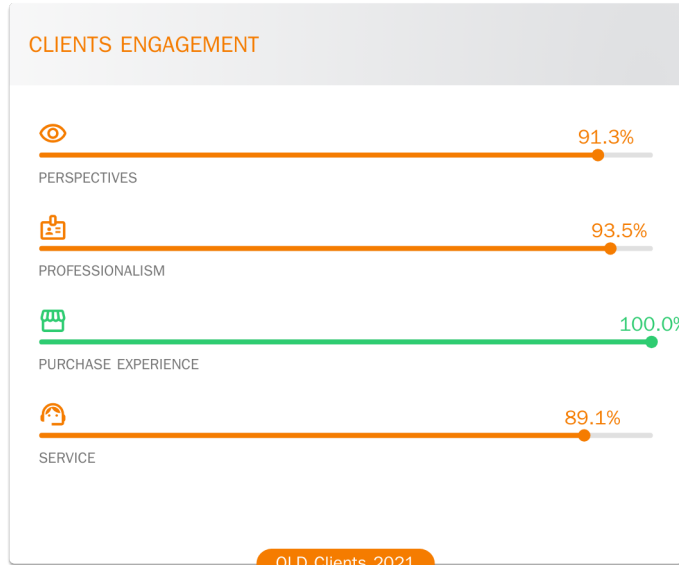 CLIENTS ENGAGEMENT
91.3%
PERSPECTIVES
93.5%
PROFESSIONALISM
100.0%
PURCHASE EXPERIENCE
89.1%
SERVICE
OLD Clients 2021